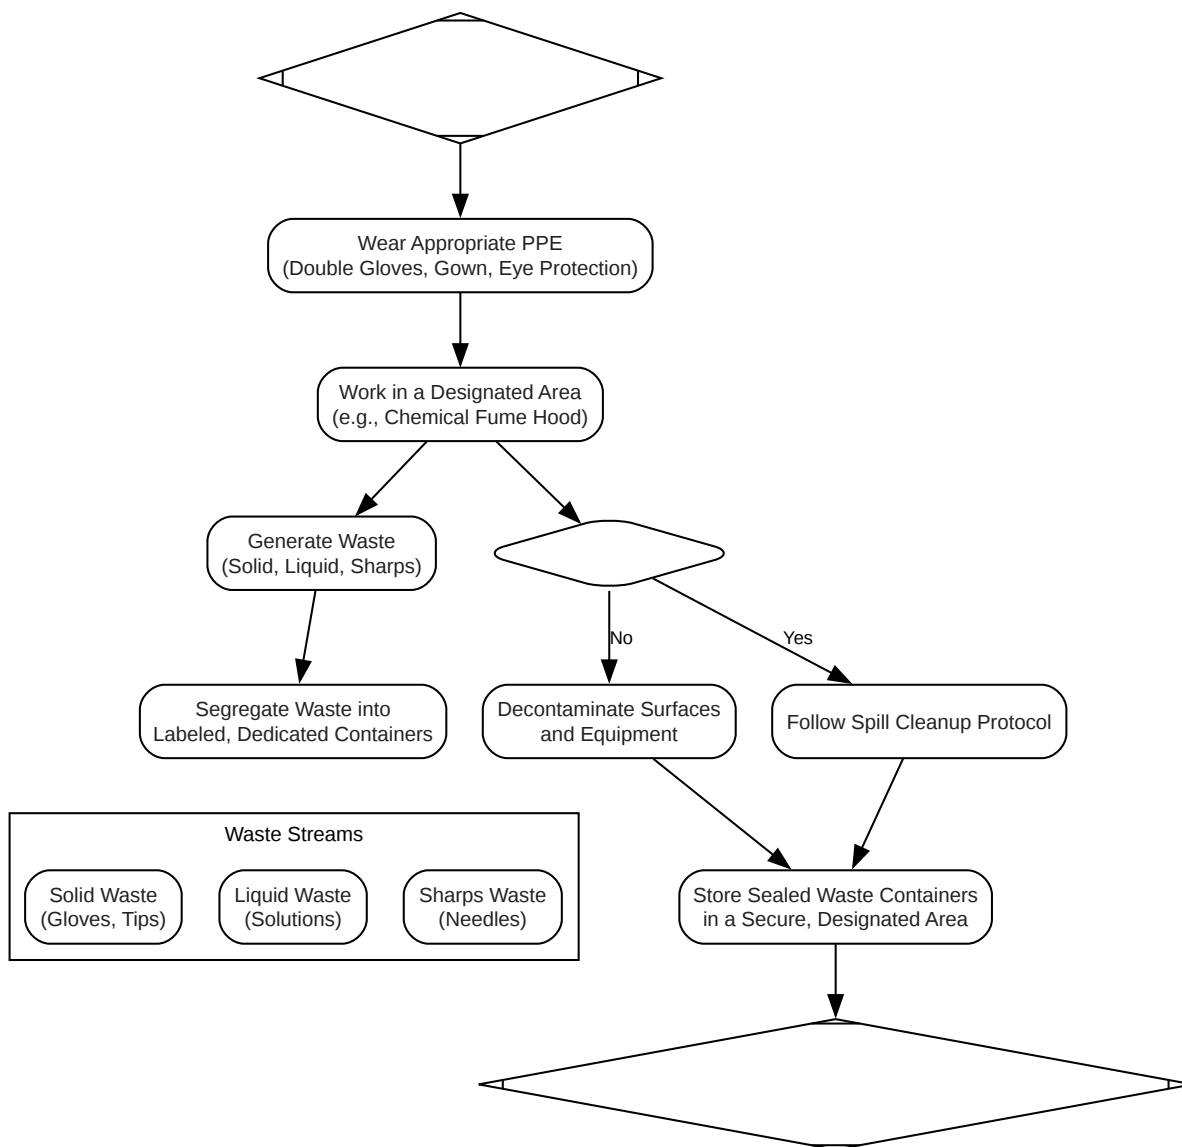 Wear Appropriate PPE
(Double Gloves, Gown, Eye Protection)
Work in a Designated Area
(e.g., Chemical Fume Hood)
Generate Waste
(Solid, Liquid, Sharps)
No
Yes
Segregate Waste into
Labeled, Dedicated Containers
Decontaminate Surfaces
and Equipment
Follow Spill Cleanup Protocol
Waste Streams
Solid Waste
(Gloves, Tips)
Liquid Waste
(Solutions)
Sharps Waste
(Needles)
Store Sealed Waste Containers
in a Secure, Designated Area